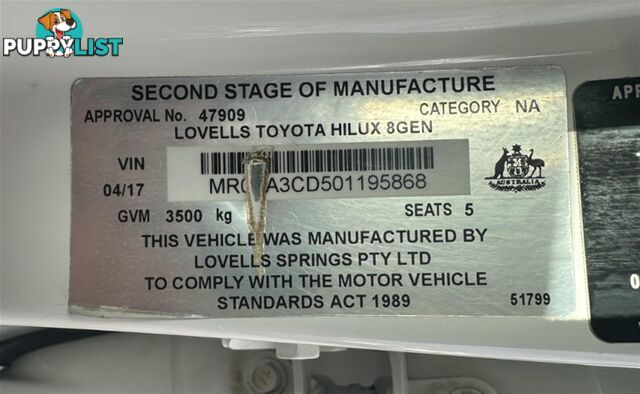 PUPPYLIST
SECOND STAGE OF MANUFACTURE
APPROVAL No. 47909 CATEGORY NA
LOVELLS TOYOTA HILUX 8GEN
VIN
04/17
GVM 3500 kg SEATS 5
AUSTRALIA
THIS VEHICLE WAS MANUFACTURED BY
LOVELLS SPRINGS PTY LTD
TO COMPLY WITH THE MOTOR VEHICLE
STANDARDS ACT 1989 51799